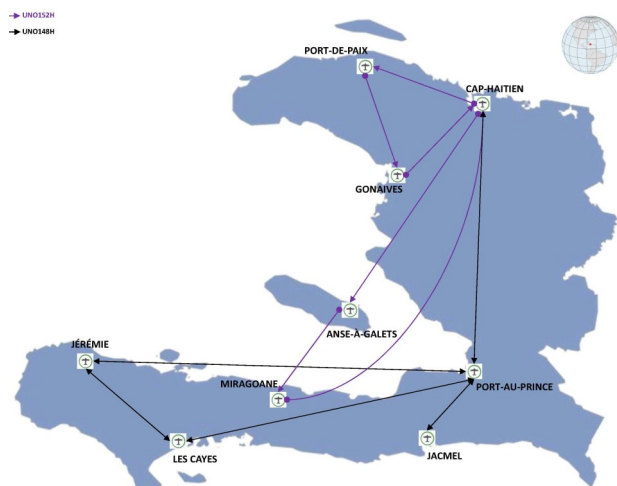 UNO152H
UNO148H
PORT-DE-PAIX
CAP-HAITIEN
GONAIVES
ANSE-À-GALETS
JÉRÉMIE
MIRAGOANE
PORT-AU-PRINCE
LES CAYES
JACMEL